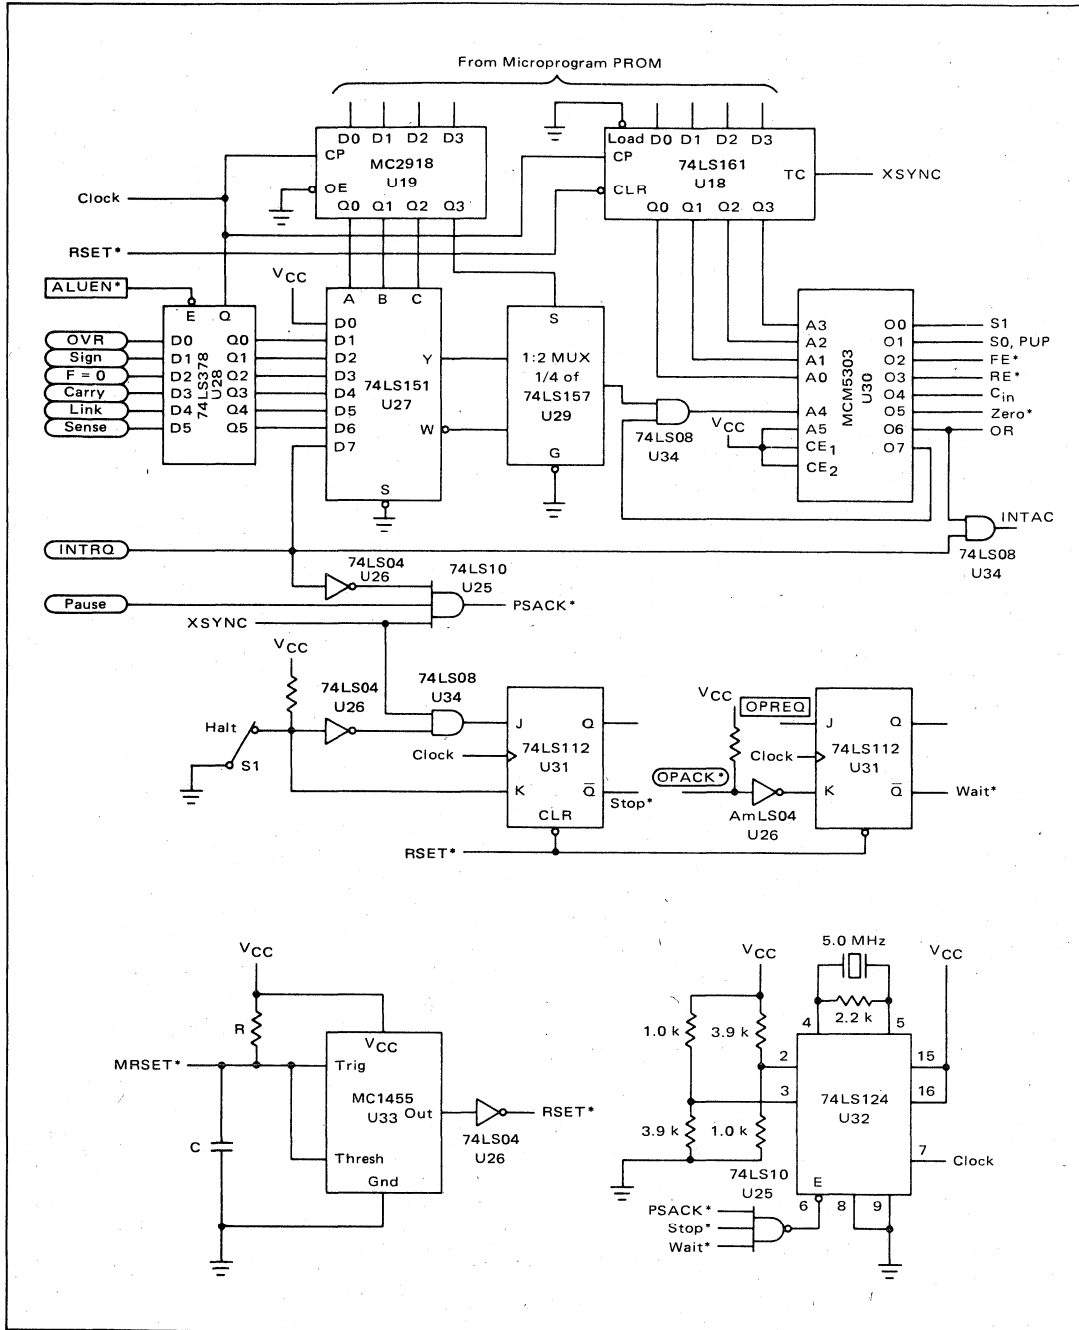 From Microprogram PROM
D0 D1 D2 D3
CP
MC2918
U19
OE
Q0 Q1 Q2 Q3
Load D0 D1 D2 D3
CP
74LS161
U18
TC
XSYNC
CLR
Q0 Q1 Q2 Q3
Clock
RSET*
ALUEN*
VCC
E Q
OVR
Sign
F = 0
Carry
Link
Sense
D0
D1
D2
D3
D4
D5
74LS378
U28
Q0
Q1
Q2
Q3
Q4
Q5
A B C
D0
D1
D2
D3
D4
D5
D6
D7
Y
74LS151
U27
W
S
S
1:2 MUX
1/4 of
74LS157
U29
G
74LS08
U34
VCC
A3
A2
A1
A0
A4
A5
CE1
CE2
MCM5303
U30
O0
O1
O2
O3
O4
O5
O6
O7
S1
S0, PUP
FE*
RE*
Cin
Zero*
OR
INTAC
74LS08
U34
INTRQ
74LS04
U26
74LS10
U25
Pause
PSACK*
XSYNC
VCC
74LS04
U26
74LS08
U34
Halt
S1
Clock
J Q
74LS112
U31
K Q
CLR
Stop*
RSET*
VCC
OPREQ
Clock
OPACK*
AmLS04
U26
J Q
74LS112
U31
K Q
Wait*
VCC
R
MRSET*
C
VCC
Trig
MC1455
U33 Out
Thresh
Gnd
74LS04
U26
RSET*
VCC
5.0 MHz
VCC
2.2 k
4 5
1.0 k 3.9 k
2
3
15
16
74LS124
U32
3.9 k 1.0 k
7
Clock
74LS10
U25
E
6 8 9
PSACK*
Stop*
Wait*